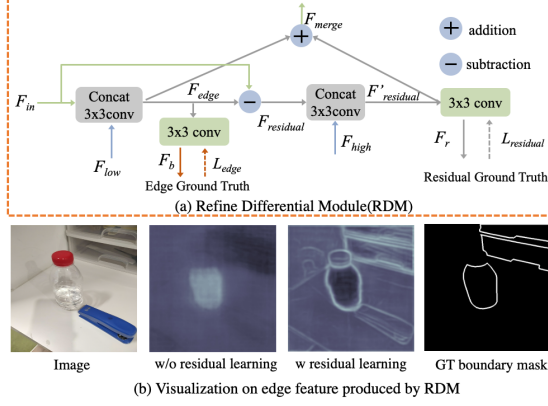 F_merge
+
+ addition
− subtraction
F_in
Concat
3x3conv
F_edge
−
Concat
3x3conv
F'_residual
3x3 conv
3x3 conv
F_residual
F_low
F_high
F_r
L_residual
F_b
L_edge
Edge Ground Truth
Residual Ground Truth
(a) Refine Differential Module(RDM)
Image
w/o residual learning
w residual learning
GT boundary mask
(b) Visualization on edge feature produced by RDM